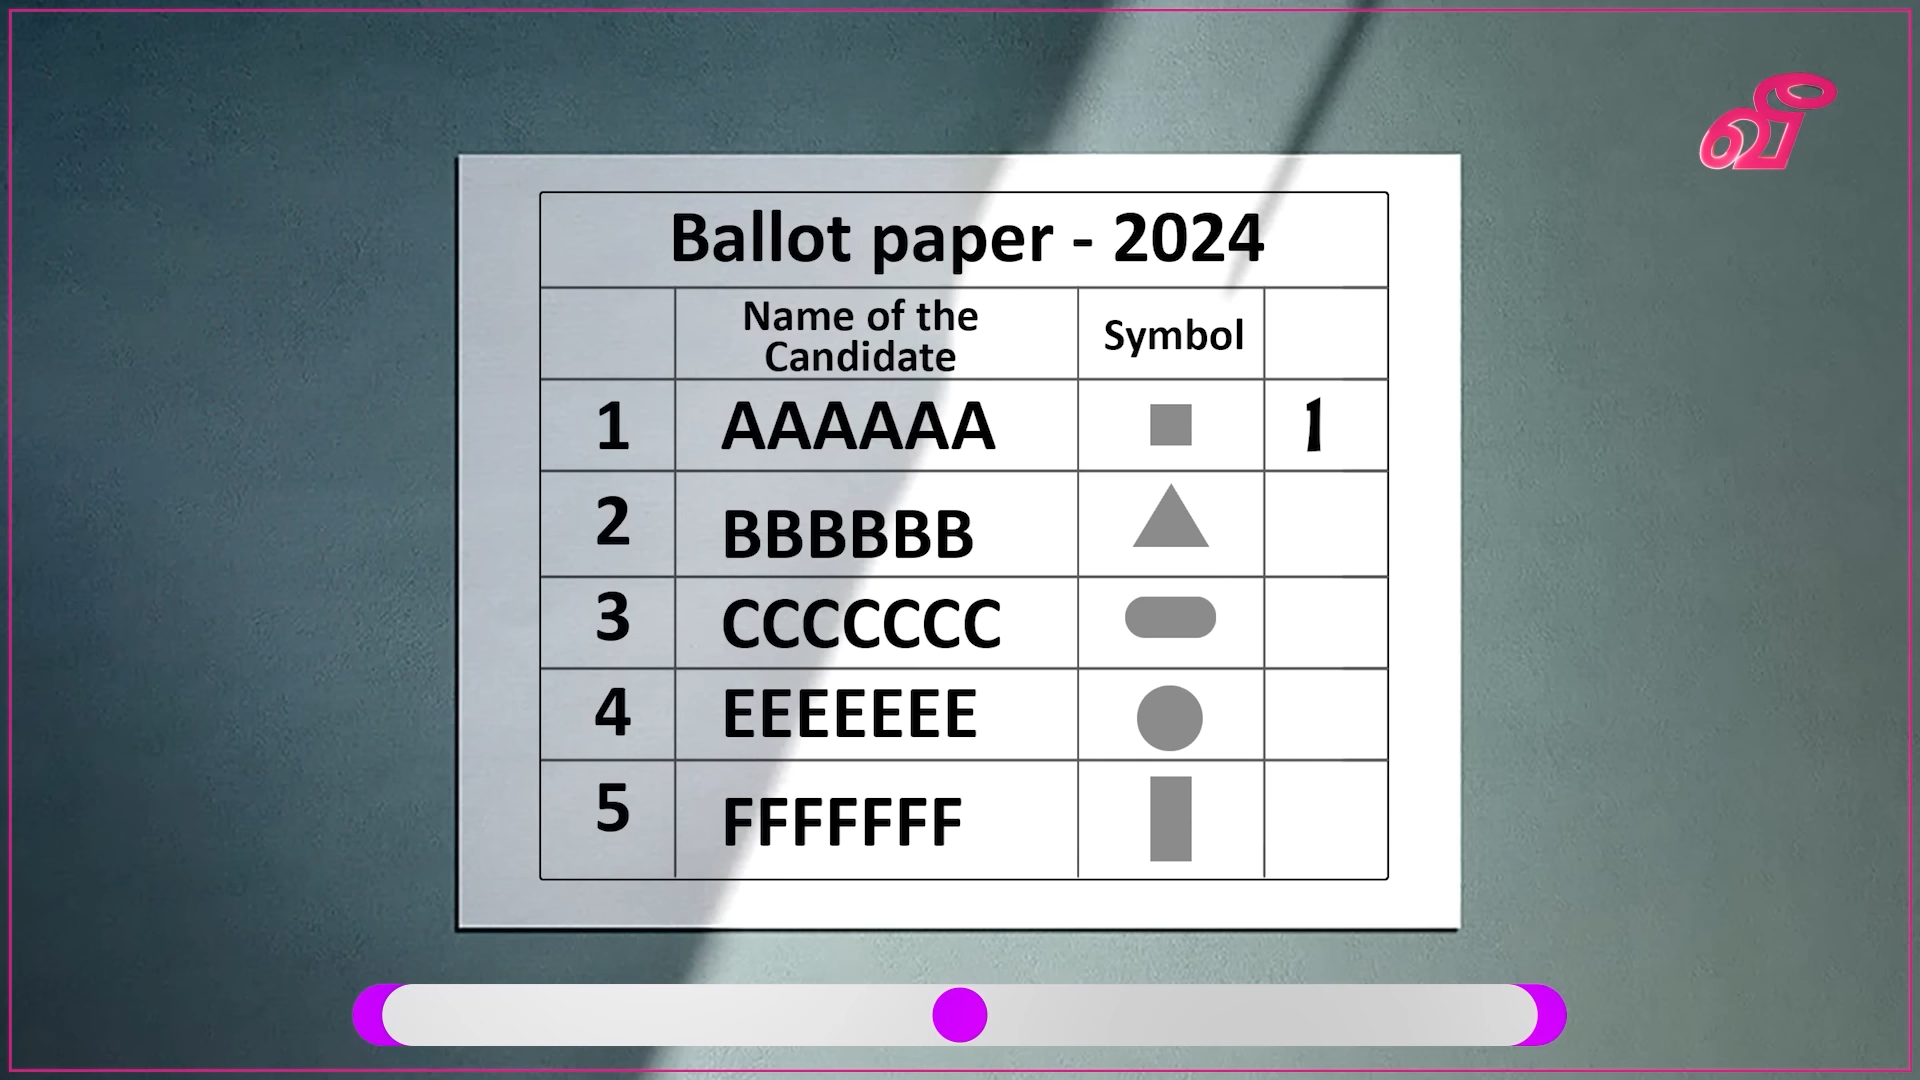 வீ
Ballot paper - 2024
Name of the
Candidate
Symbol
1 AAAAAA 1
2 BBBBBB
3 CCCCCCC
4 EEEEEEE
5 FFFFFFF